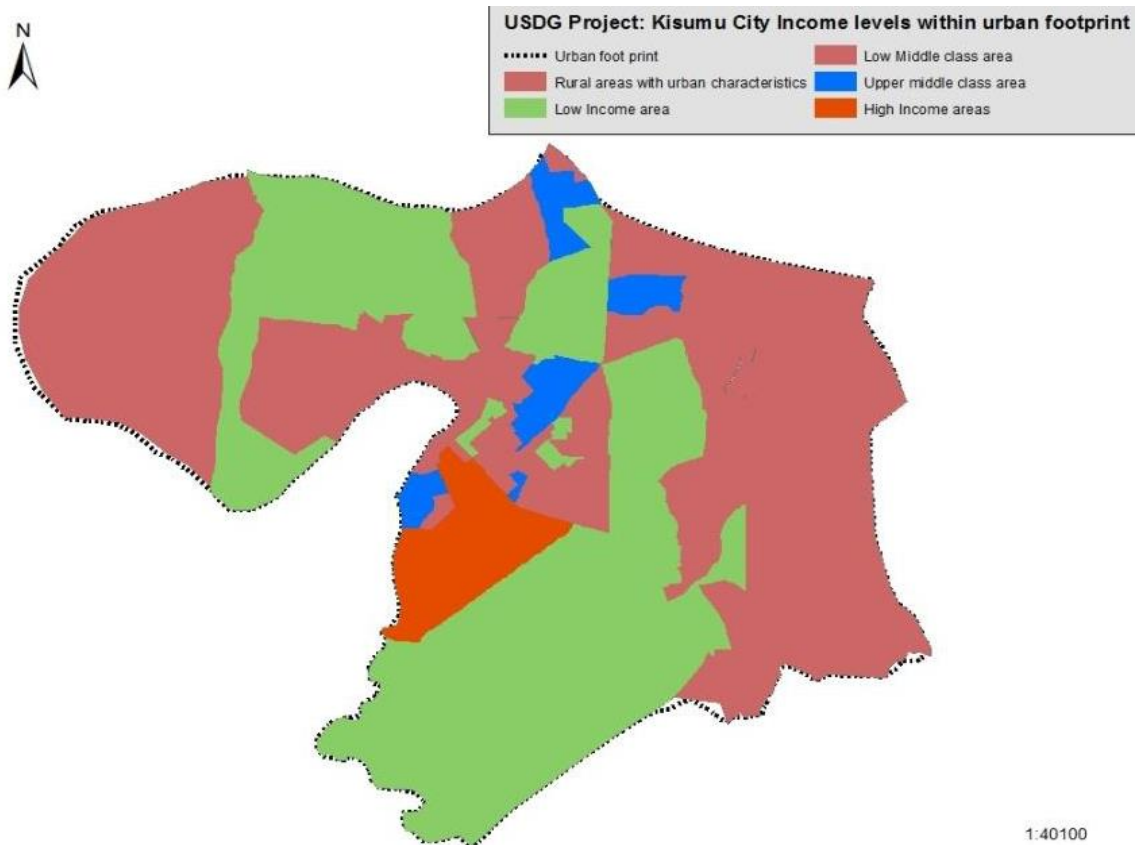 N
USDG Project: Kisumu City Income levels within urban footprint
Urban foot print
Rural areas with urban characteristics
Low Income area
Low Middle class area
Upper middle class area
High Income areas
1:40100